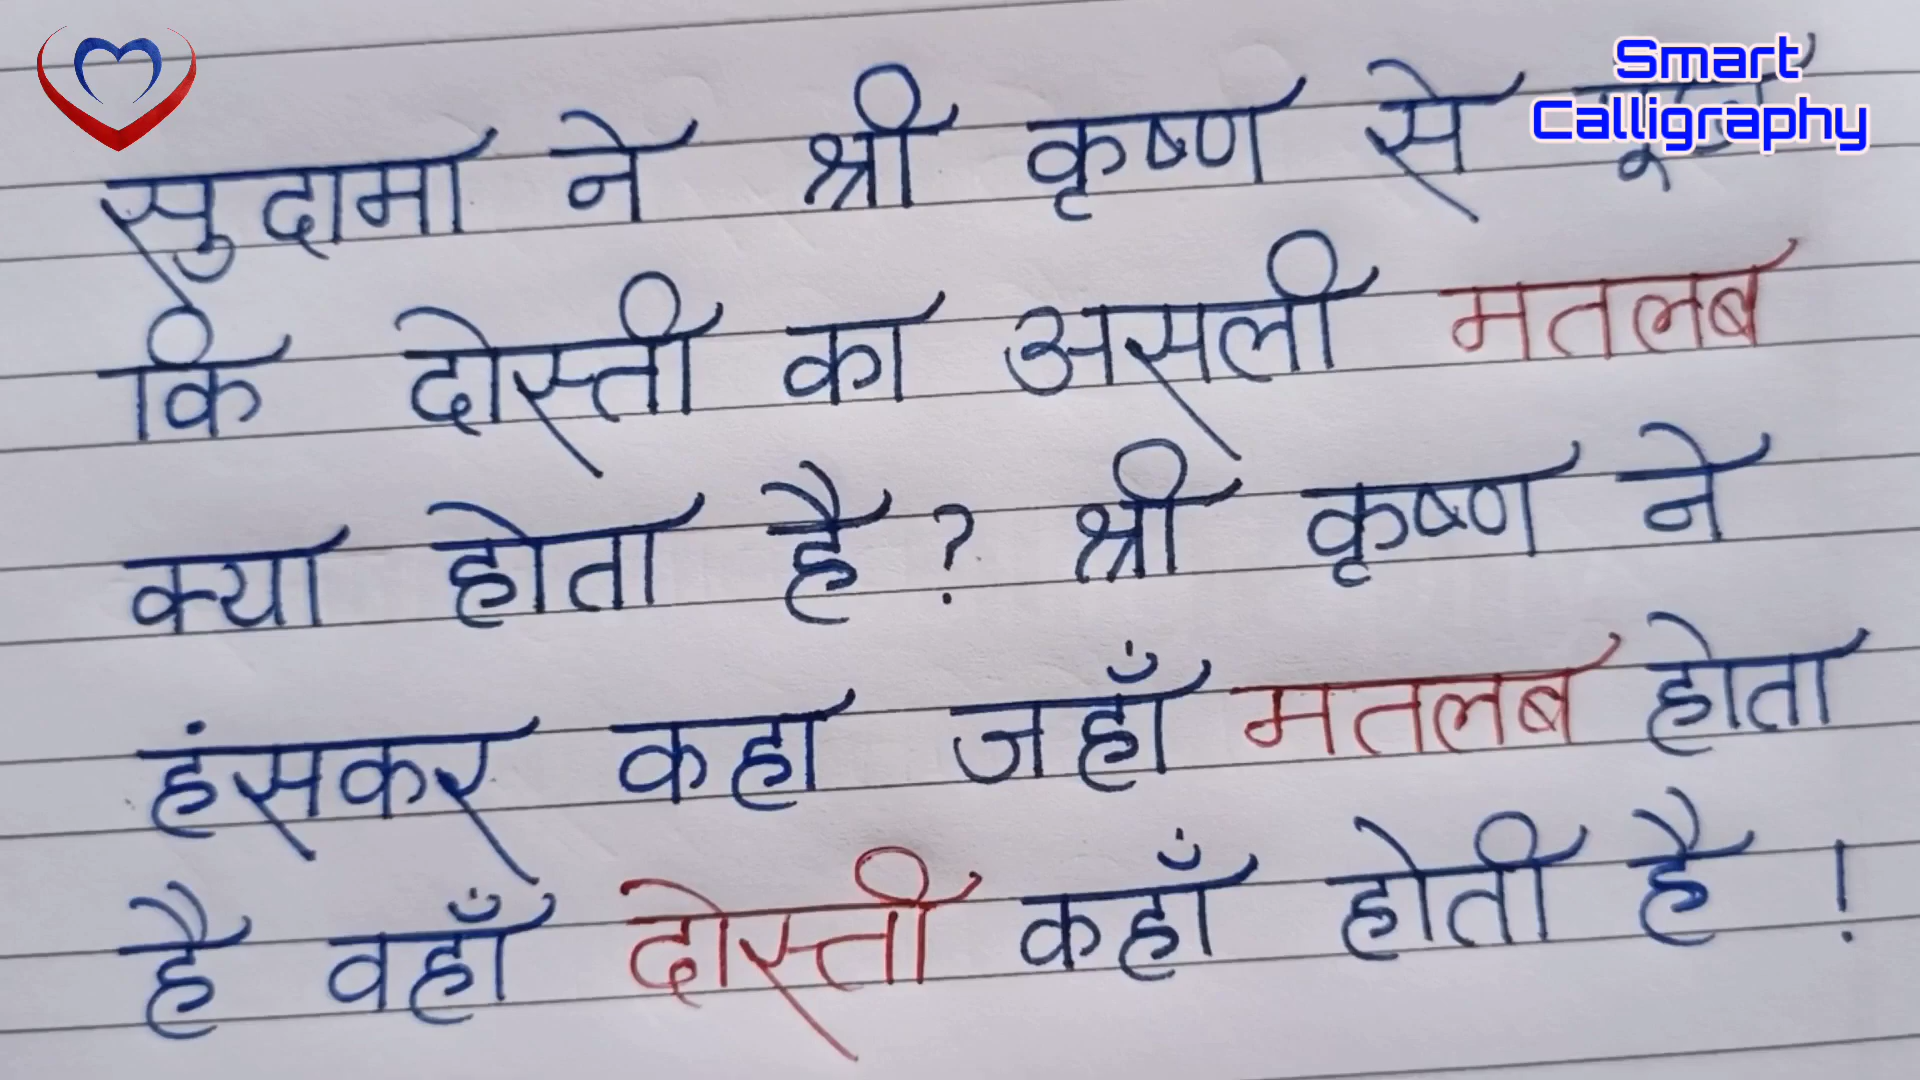 Smart
Calligraphy
सुदामा ने श्री कृष्ण से
कि दोस्ती का असली मतलब
क्या होता है? श्री कृष्ण ने
हंसकर कहा जहाँ मतलब होता
है वहाँ दोस्ती कहाँ होती है !